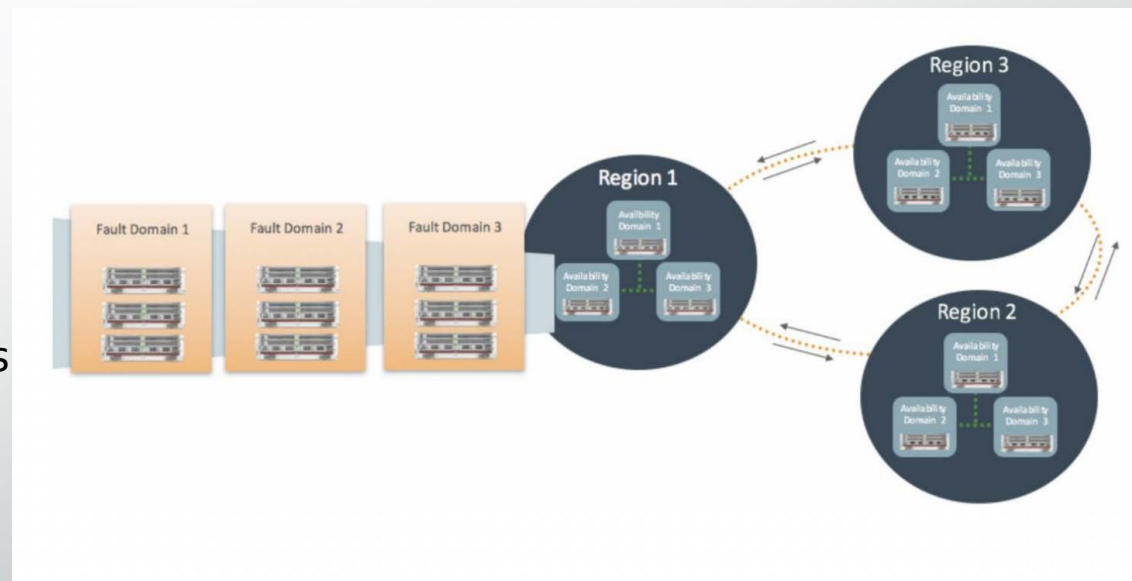 s
Fault Domain 1
Fault Domain 2
Fault Domain 3
Region 1
Availbility
Domain 1
Availability
Domain 2
Availability
Domain 3
Region 3
Availability
Domain 1
Availability
Domain 2
Availability
Domain 3
Region 2
Availability
Domain 1
Availability
Domain 2
Availability
Domain 3